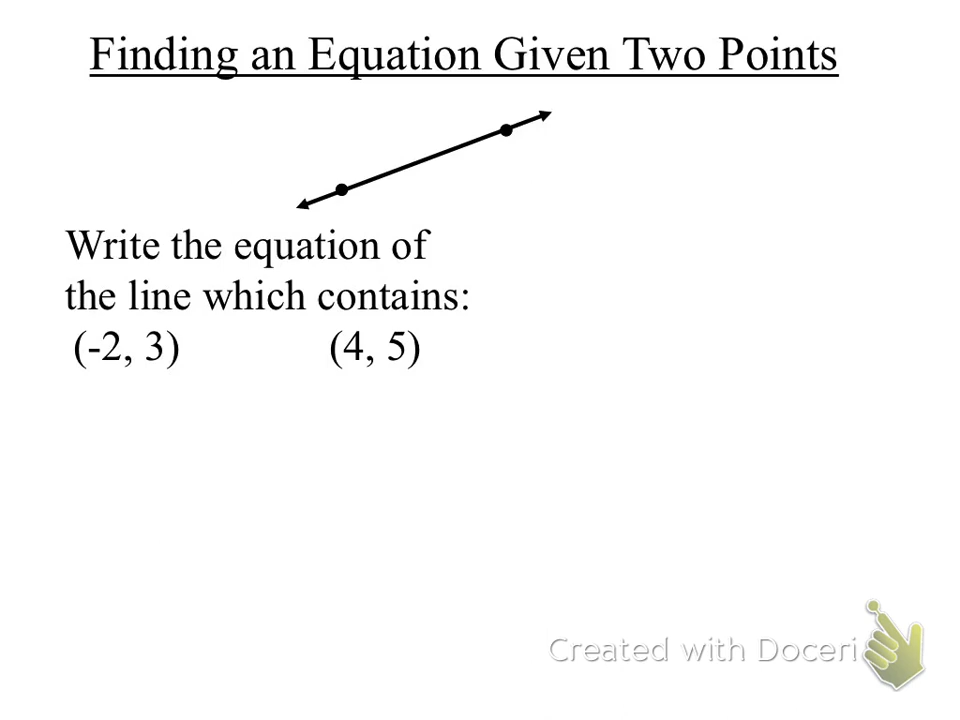 Finding an Equation Given Two Points
Write the equation of
the line which contains:
(-2, 3) (4, 5)
Created with Doceri